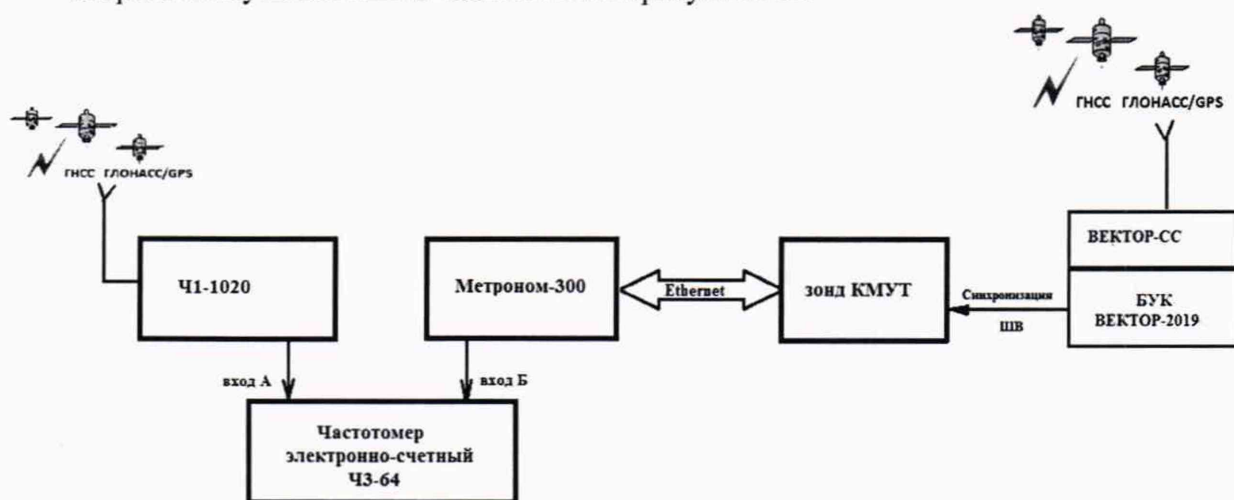 ГНСС ГЛОНАСС/GPS
ГНСС ГЛОНАСС/GPS
ВЕКТОР-СС
Ч1-1020
Метроном-300
Ethernet
зонд КМУТ
Синхронизация
ШВ
БУК
ВЕКТОР-2019
вход А
вход Б
Частотомер
электронно-счетный
Ч3-64